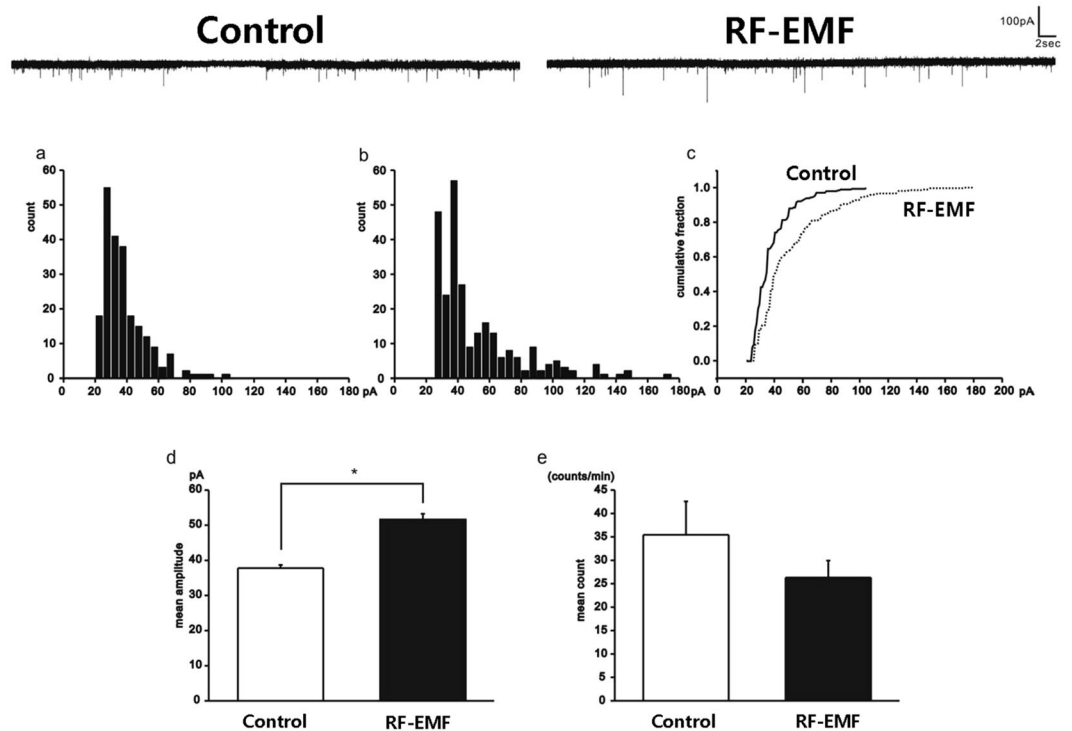 Control
RF-EMF
100pA
2sec
a
60
50
40
30
20
10
0
count
0 20 40 60 80 100 120 140 160 180 pA
b
60
50
40
30
20
10
0
count
0 20 40 60 80 100 120 140 160 180 pA
c
1.0
0.8
0.6
0.4
0.2
0.0
cumulative fraction
Control
RF-EMF
0 20 40 60 80 100 120 140 160 180 200 pA
d
pA
60
50
40
30
20
10
0
mean amplitude
*
Control RF-EMF
e
(counts/min)
45
40
35
30
25
20
15
10
5
0
mean count
Control RF-EMF